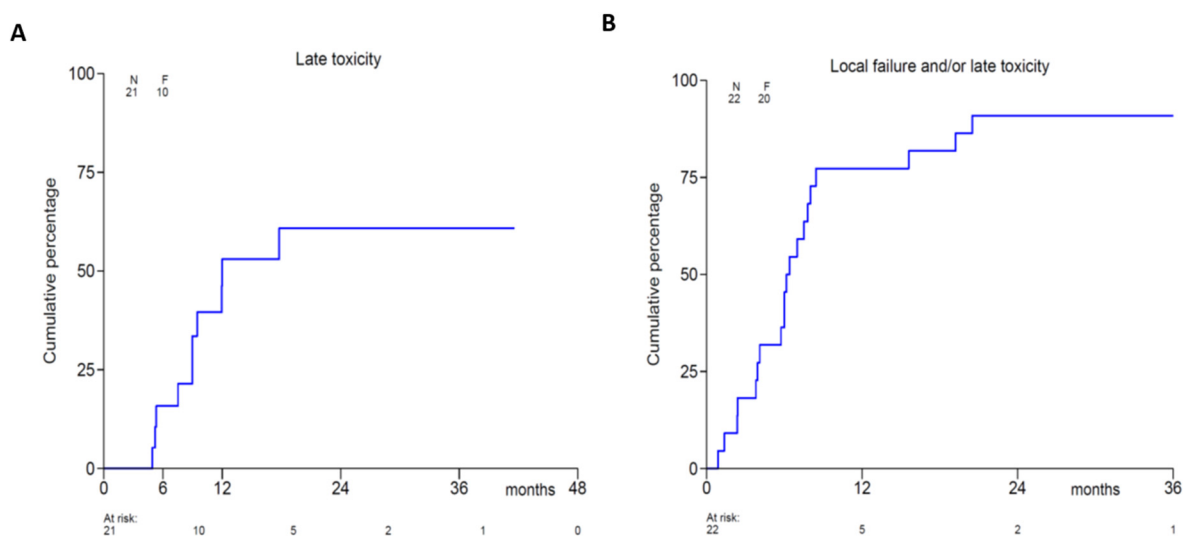 A
Late toxicity
N F
21 10
Cumulative percentage
100
75
50
25
0
0 6 12 24 36 months 48
At risk:
21 10 5 2 1 0
B
Local failure and/or late toxicity
N F
22 20
Cumulative percentage
100
75
50
25
0
0 12 24 months 36
At risk:
22 5 2 1